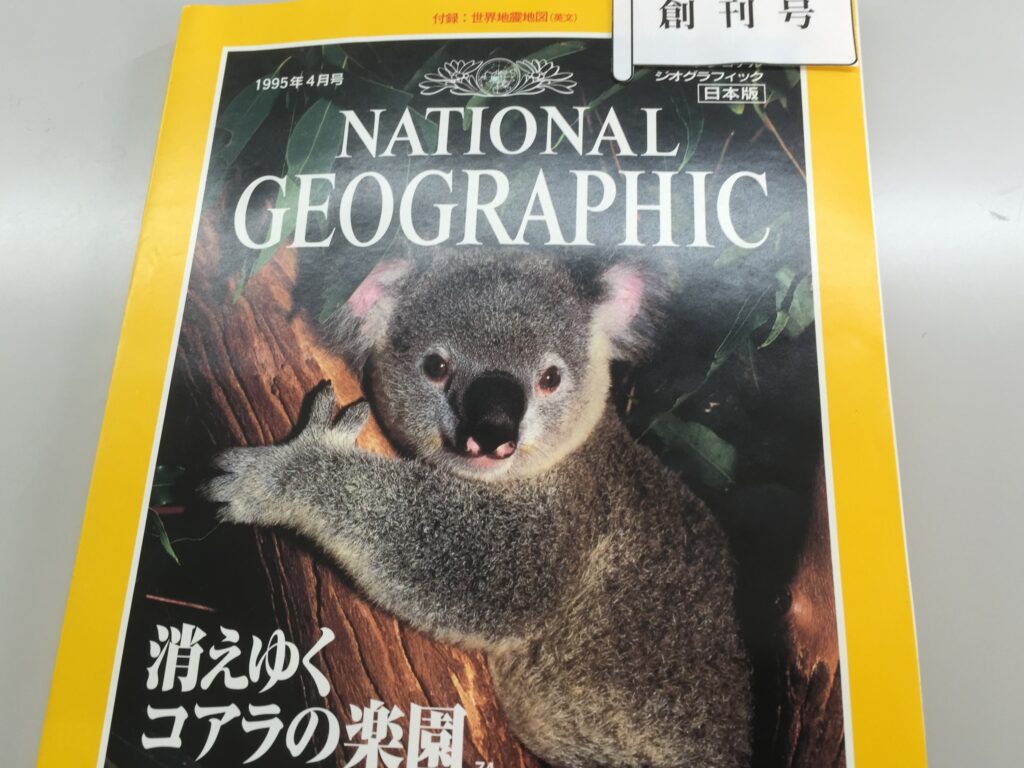 付録：世界地震地図（英文）
創刊号
1995年4月号
ジオグラフィック
日本版
NATIONAL
GEOGRAPHIC
消えゆく
コアラの楽園